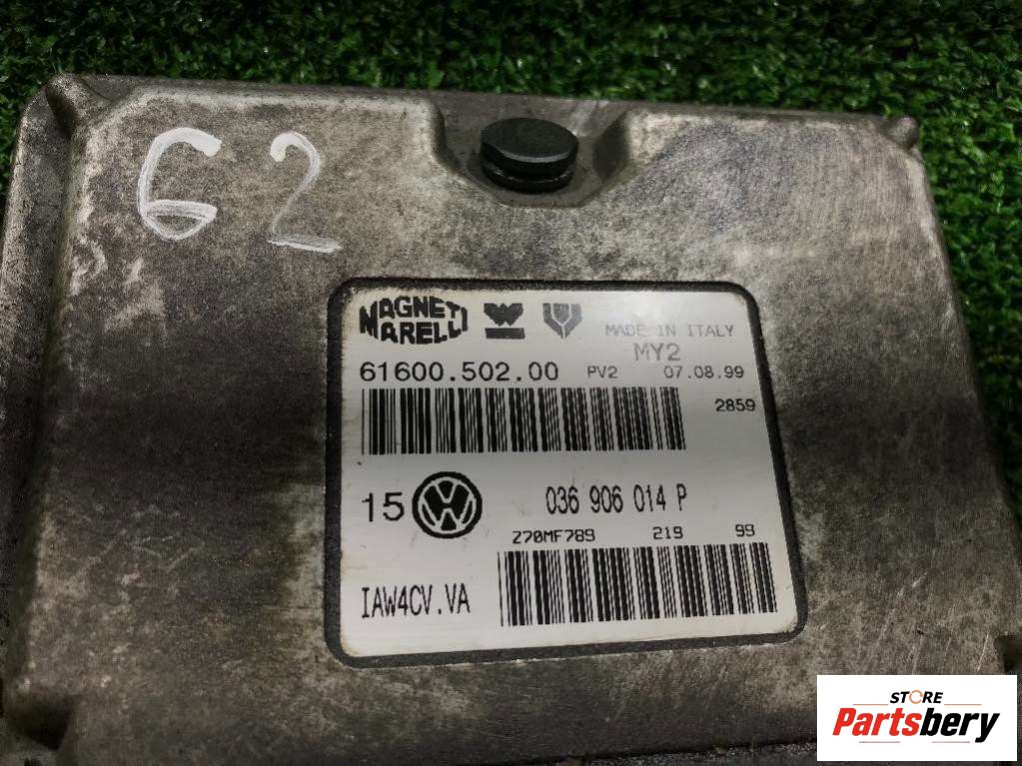 G2
MAGNETI
MARELLI
MADE IN ITALY
MY2
61600.502.00 PV2 07.08.99
2859
15 VW 036 906 014 P
Z70MF789 219 99
IAW4CV.VA
STORE
Partsbery